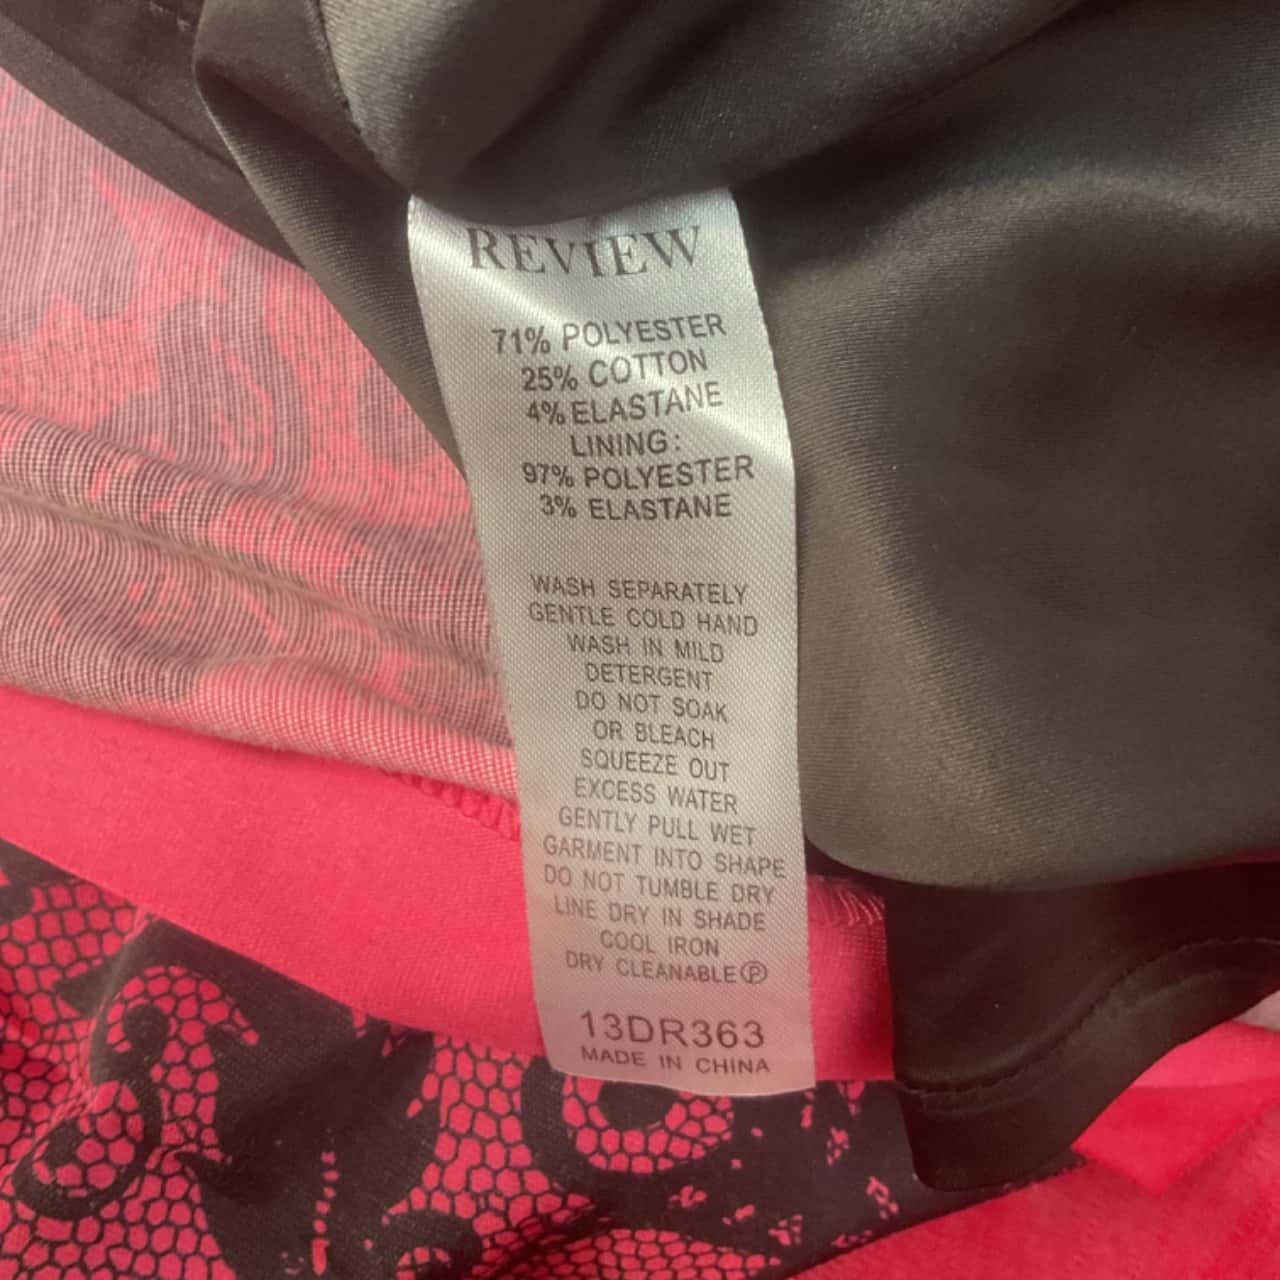 REVIEW
71% POLYESTER
25% COTTON
4% ELASTANE
LINING:
97% POLYESTER
3% ELASTANE
WASH SEPARATELY
GENTLE COLD HAND
WASH IN MILD
DETERGENT
DO NOT SOAK
OR BLEACH
SQUEEZE OUT
EXCESS WATER
GENTLY PULL WET
GARMENT INTO SHAPE
DO NOT TUMBLE DRY
LINE DRY IN SHADE
COOL IRON
DRY CLEANABLE Ⓟ
13DR363
MADE IN CHINA